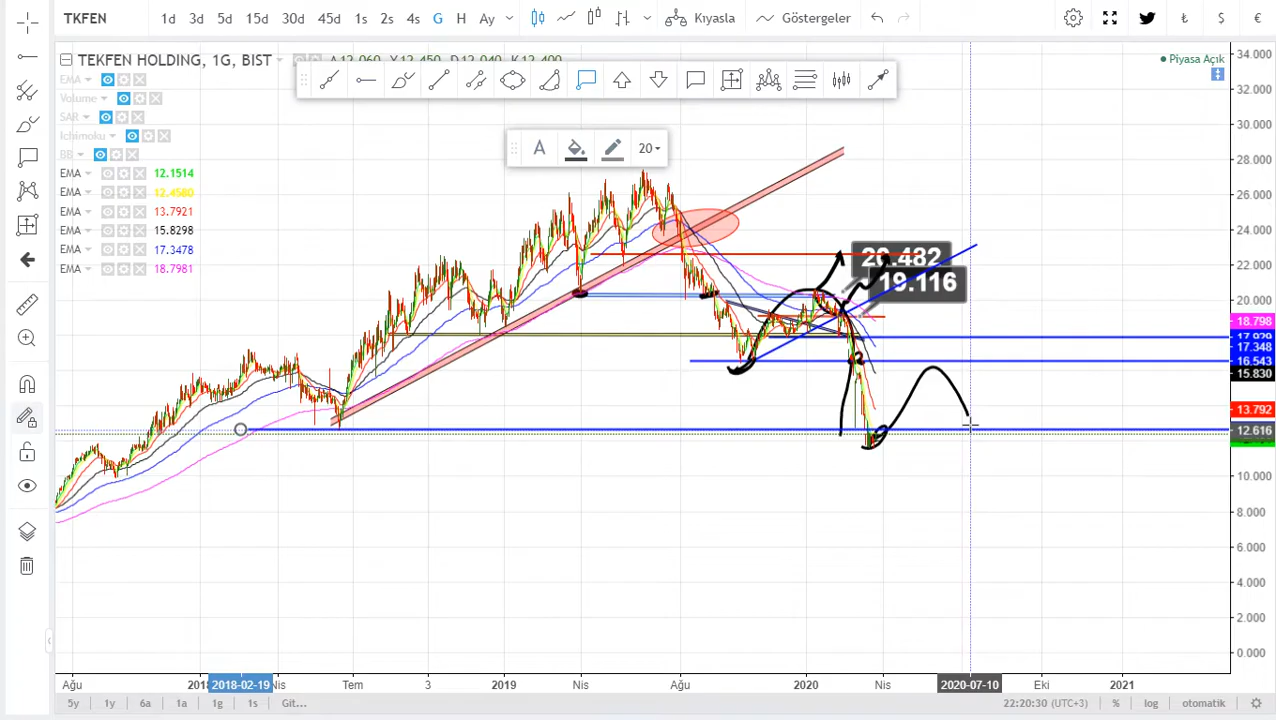 TKFEN 1d 3d 5d 15d 30d 45d 1s 2s 4s G H Ay Kıyasla Göstergeler ₺ $ €
TEKFEN HOLDING, 1G, BIST A12.060 Y12.450 D12.040 K12.400
Piyasa Açık
EMA
Volume
SAR
Ichimoku
BB
EMA 12.1514
EMA 12.4580
EMA 13.7921
EMA 15.8298
EMA 17.3478
EMA 18.7981
A 20
20.482
19.116
34.000
32.000
30.000
28.000
26.000
24.000
22.000
20.000
18.798
17.348
16.543
15.830
13.792
12.616
10.000
8.000
6.000
4.000
2.000
0.000
Ağu 2018-02-19 Nis Tem 3 2019 Nis Ağu 2020 Nis 2020-07-10 Eki 2021
5y 1y 6a 1a 1g 1s Git... 22:20:30 (UTC+3) % log otomatik